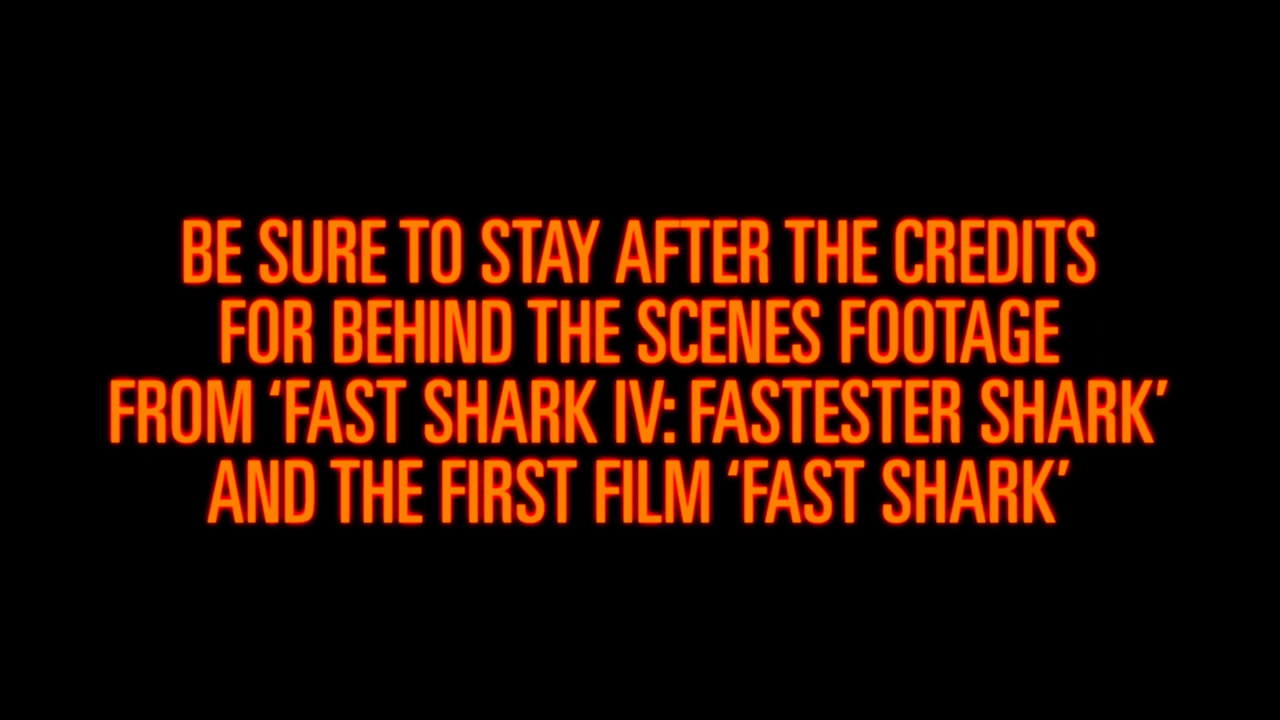 BE SURE TO STAY AFTER THE CREDITS
FOR BEHIND THE SCENES FOOTAGE
FROM ‘FAST SHARK IV: FASTESTER SHARK’
AND THE FIRST FILM ‘FAST SHARK’